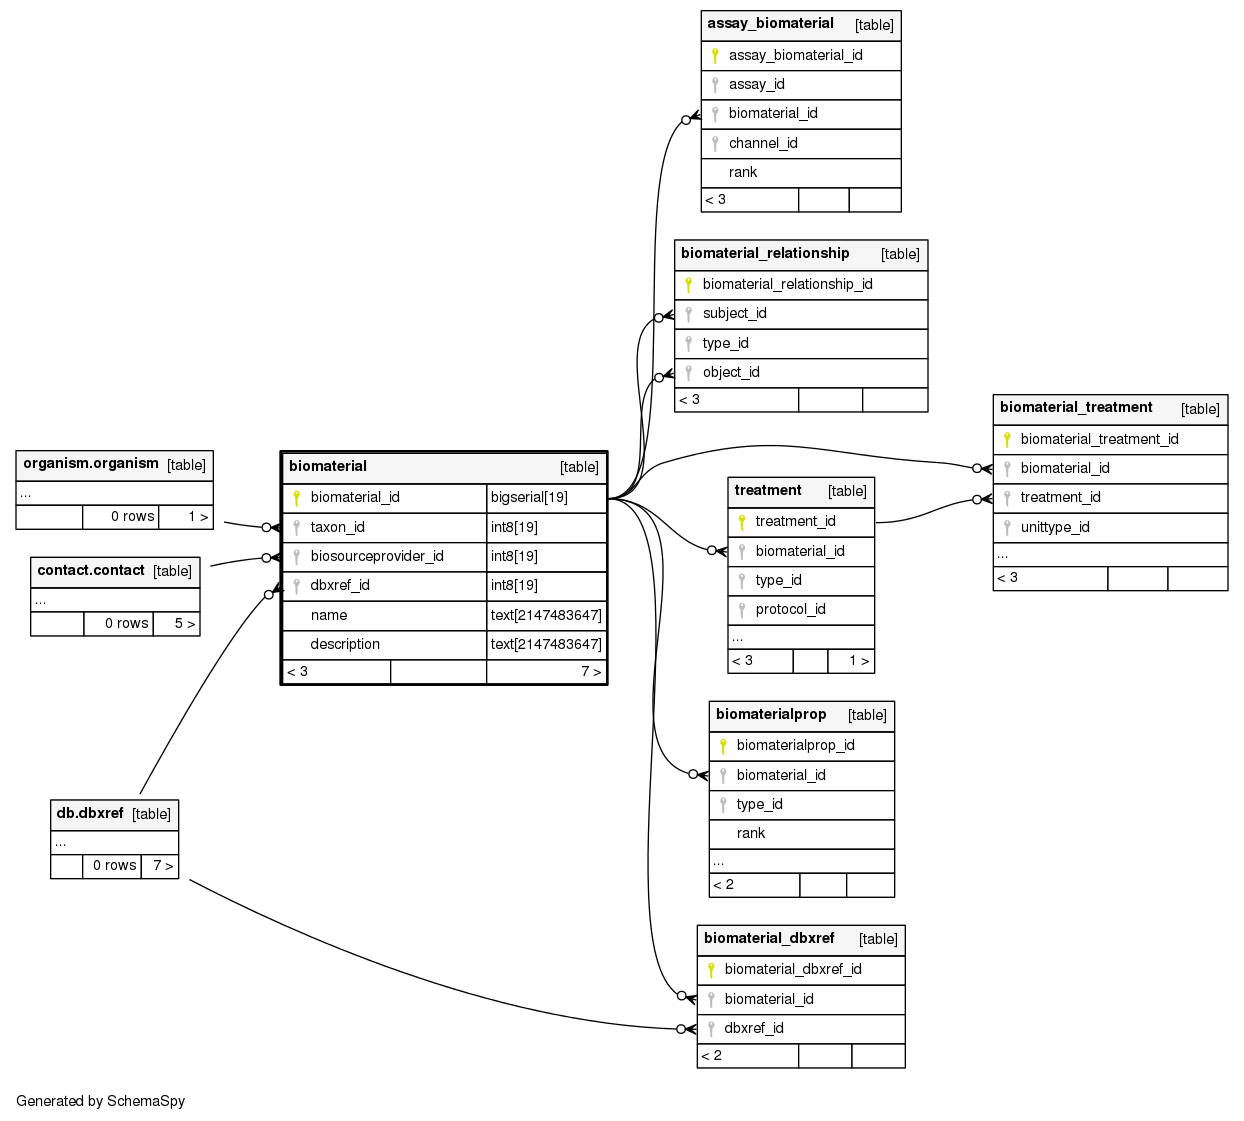 assay_biomaterial [table]
assay_biomaterial_id
assay_id
biomaterial_id
channel_id
rank
< 3
biomaterial_relationship [table]
biomaterial_relationship_id
subject_id
type_id
object_id
< 3
biomaterial_treatment [table]
biomaterial_treatment_id
biomaterial_id
treatment_id
unittype_id
...
< 3
organism.organism [table]
...
0 rows 1 >
contact.contact [table]
...
0 rows 5 >
biomaterial [table]
biomaterial_id bigserial[19]
taxon_id int8[19]
biosourceprovider_id int8[19]
dbxref_id int8[19]
name text[2147483647]
description text[2147483647]
< 3 7 >
treatment [table]
treatment_id
biomaterial_id
type_id
protocol_id
...
< 3 1 >
biomaterialprop [table]
biomaterialprop_id
biomaterial_id
type_id
rank
...
< 2
db.dbxref [table]
...
0 rows 7 >
biomaterial_dbxref [table]
biomaterial_dbxref_id
biomaterial_id
dbxref_id
< 2
Generated by SchemaSpy